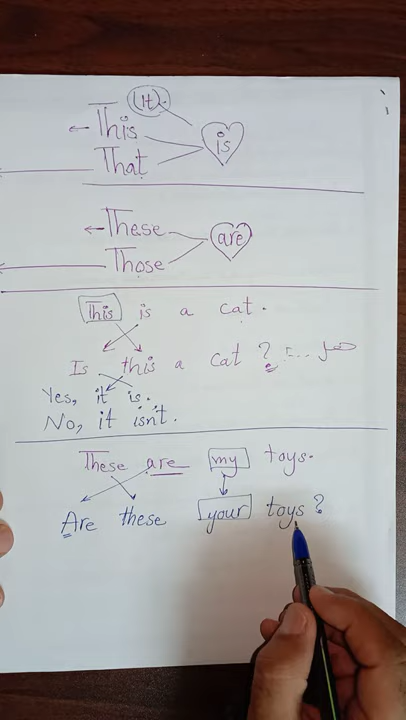 (It).
This
is
That
These
are
Those
This is a cat.
Is this a cat ?
Yes, it is.
No, it isn't.
These are my toys.
Are these your toys?